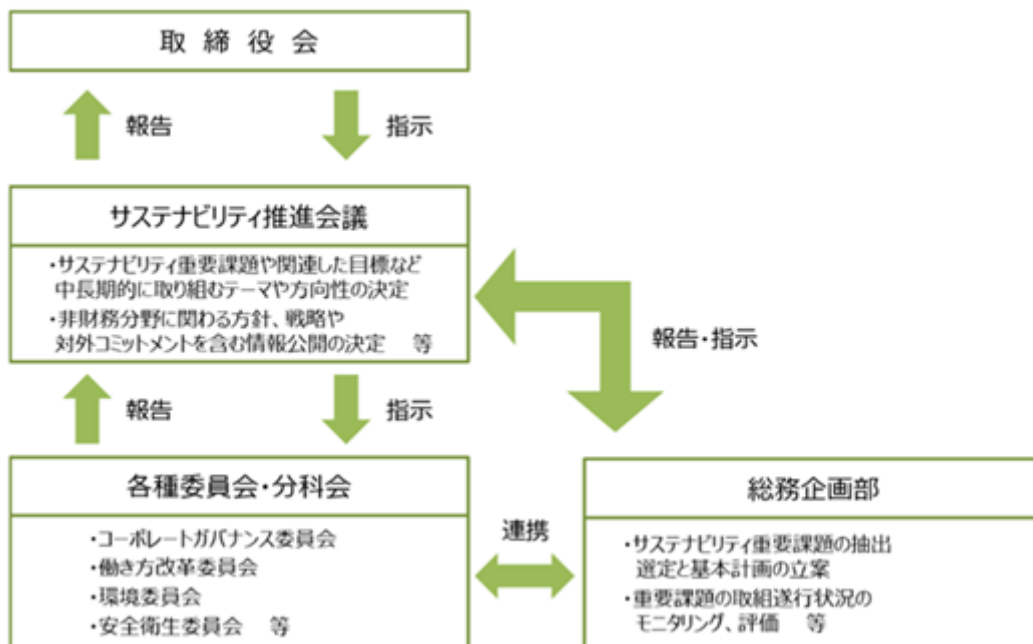 取締役会
報告
指示
サステナビリティ推進会議
・サステナビリティ重要課題や関連した目標など
中長期的に取り組むテーマや方向性の決定
・非財務分野に関わる方針、戦略や
対外コミットメントを含む情報公開の決定　等
報告・指示
報告
指示
各種委員会・分科会
・コーポレートガバナンス委員会
・働き方改革委員会
・環境委員会
・安全衛生委員会　等
連携
総務企画部
・サステナビリティ重要課題の抽出
選定と基本計画の立案
・重要課題の取組遂行状況の
モニタリング、評価　等